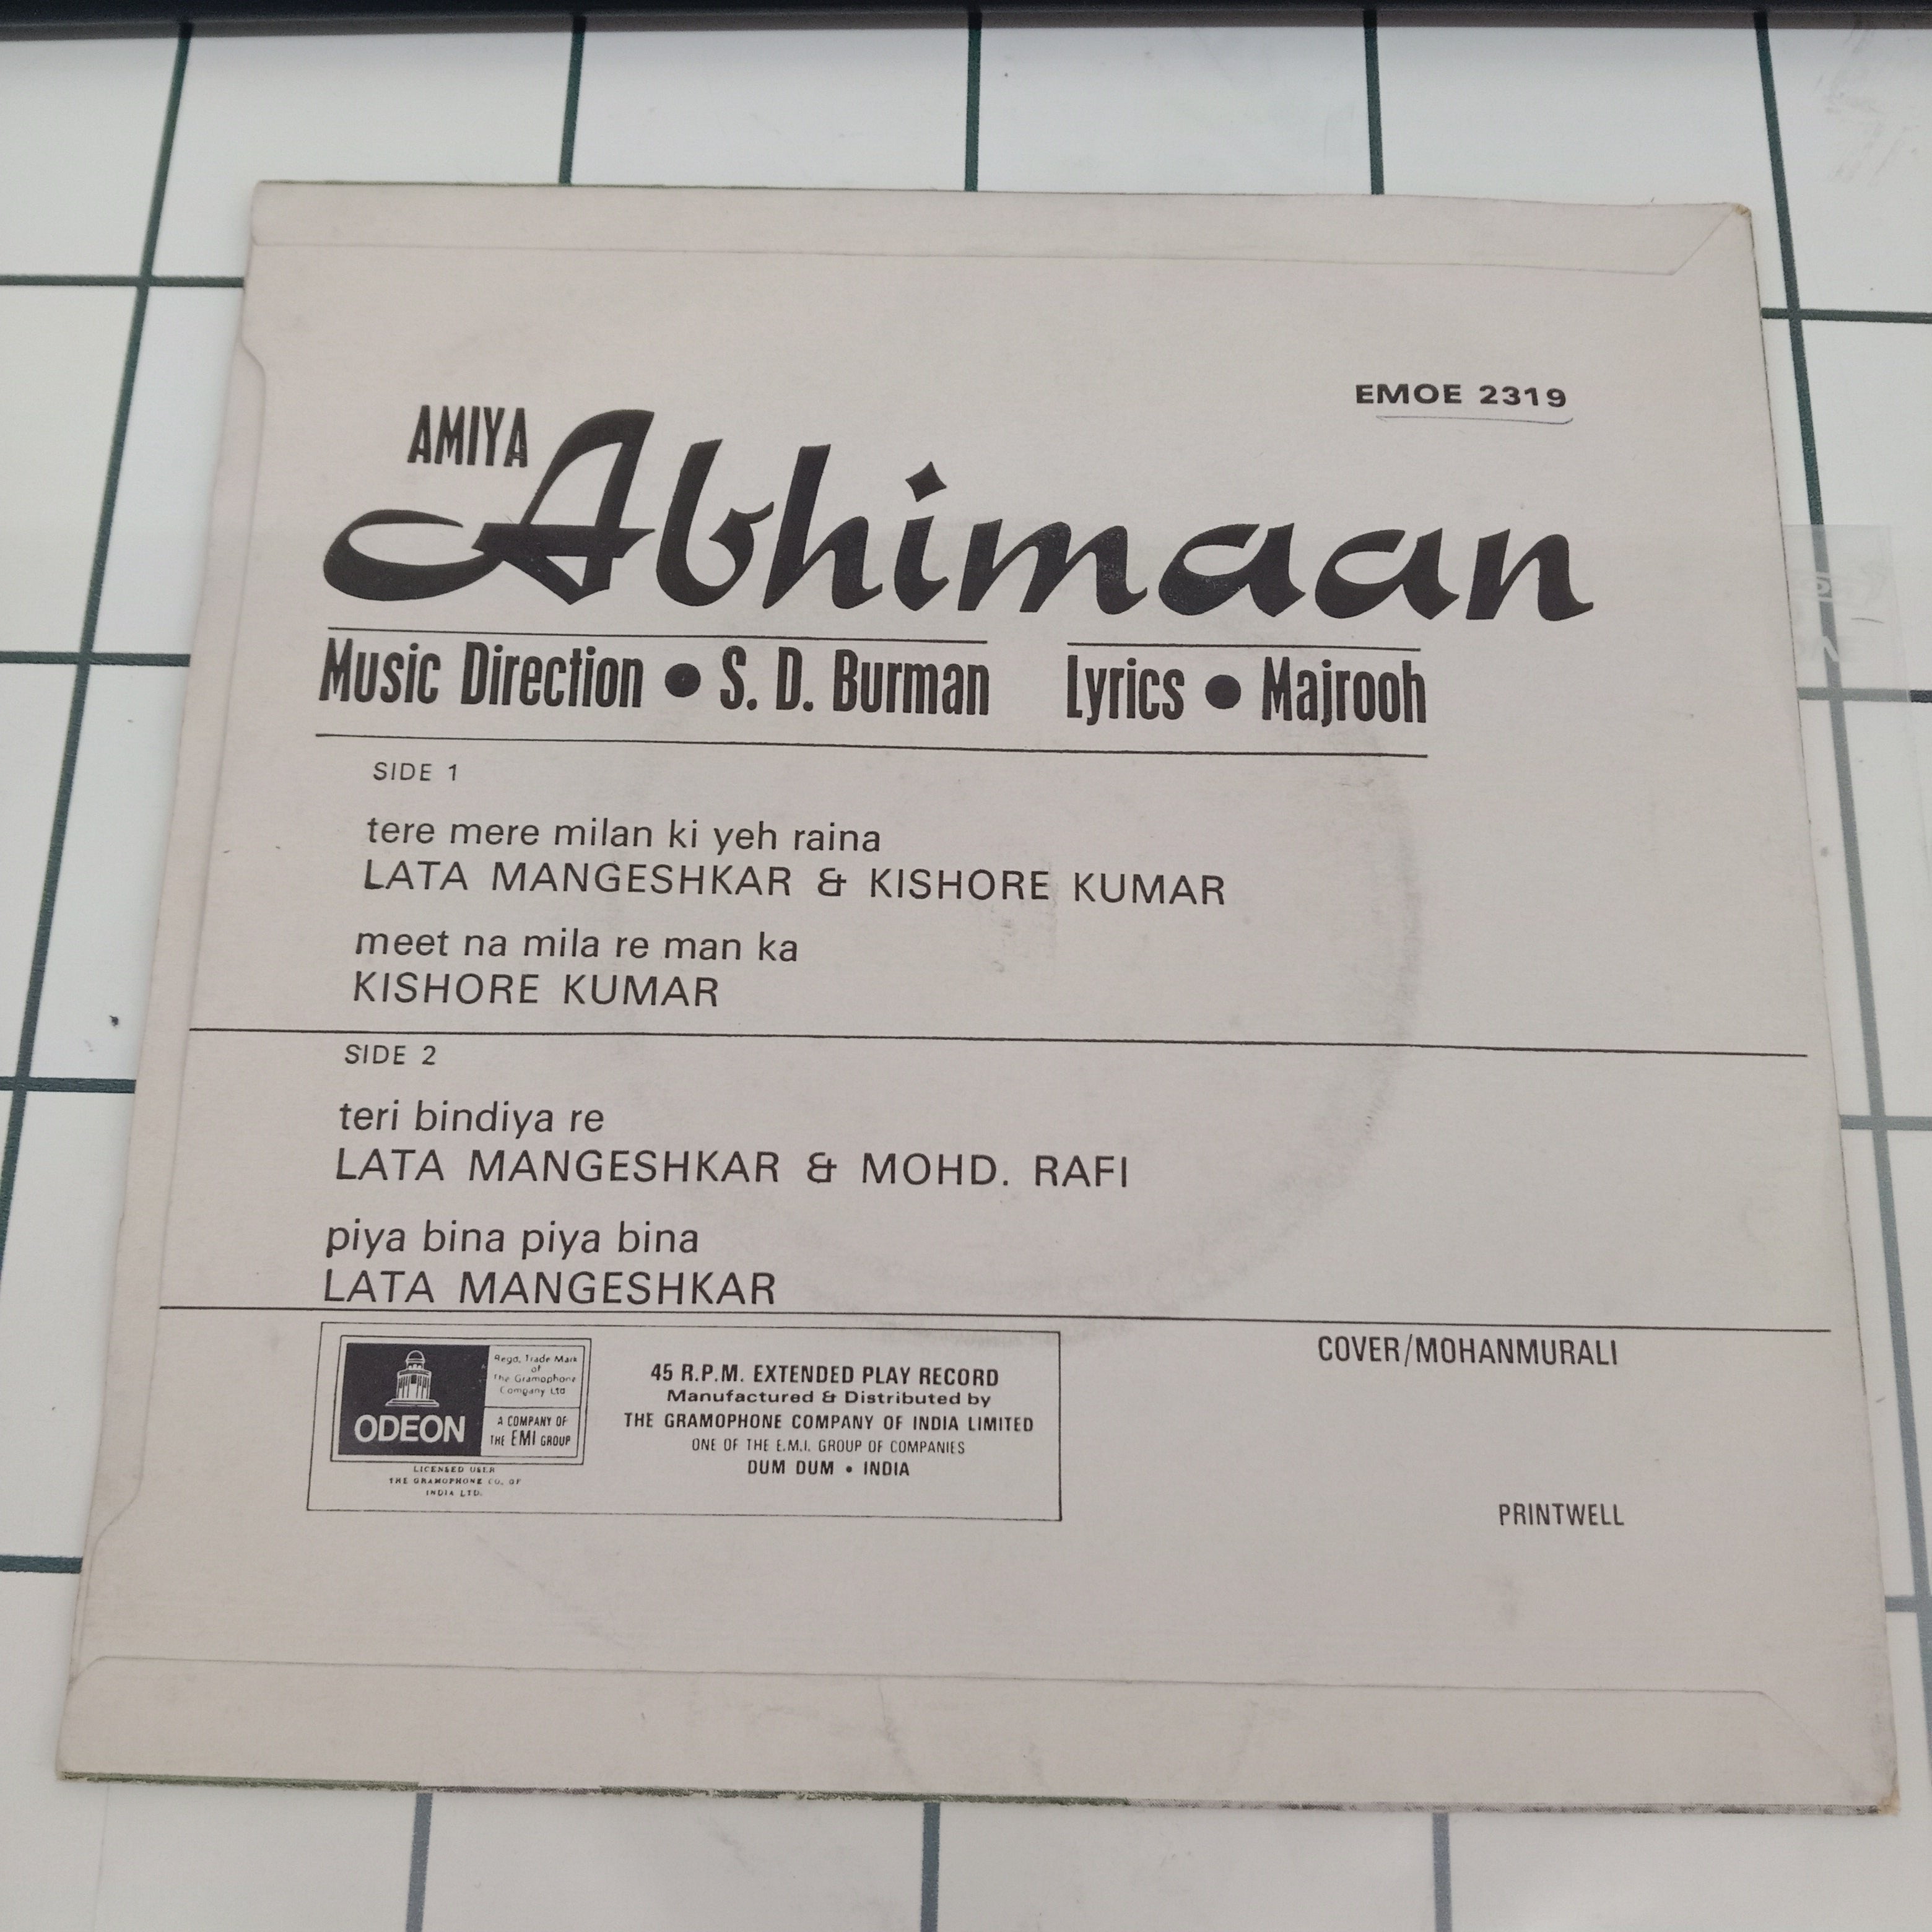 EMOE 2319
AMIYA
Abhimaan
Music Direction • S. D. Burman Lyrics • Majrooh
SIDE 1
tere mere milan ki yeh raina
LATA MANGESHKAR & KISHORE KUMAR
meet na mila re man ka
KISHORE KUMAR
SIDE 2
teri bindiya re
LATA MANGESHKAR & MOHD. RAFI
piya bina piya bina
LATA MANGESHKAR
ODEON
Regd. Trade Mark
of
The Gramophone
Company Ltd
A COMPANY OF
THE EMI GROUP
LICENSED USER
THE GRAMOPHONE CO. OF
INDIA LTD.
45 R.P.M. EXTENDED PLAY RECORD
Manufactured & Distributed by
THE GRAMOPHONE COMPANY OF INDIA LIMITED
ONE OF THE E.M.I. GROUP OF COMPANIES
DUM DUM • INDIA
COVER/MOHANMURALI
PRINTWELL